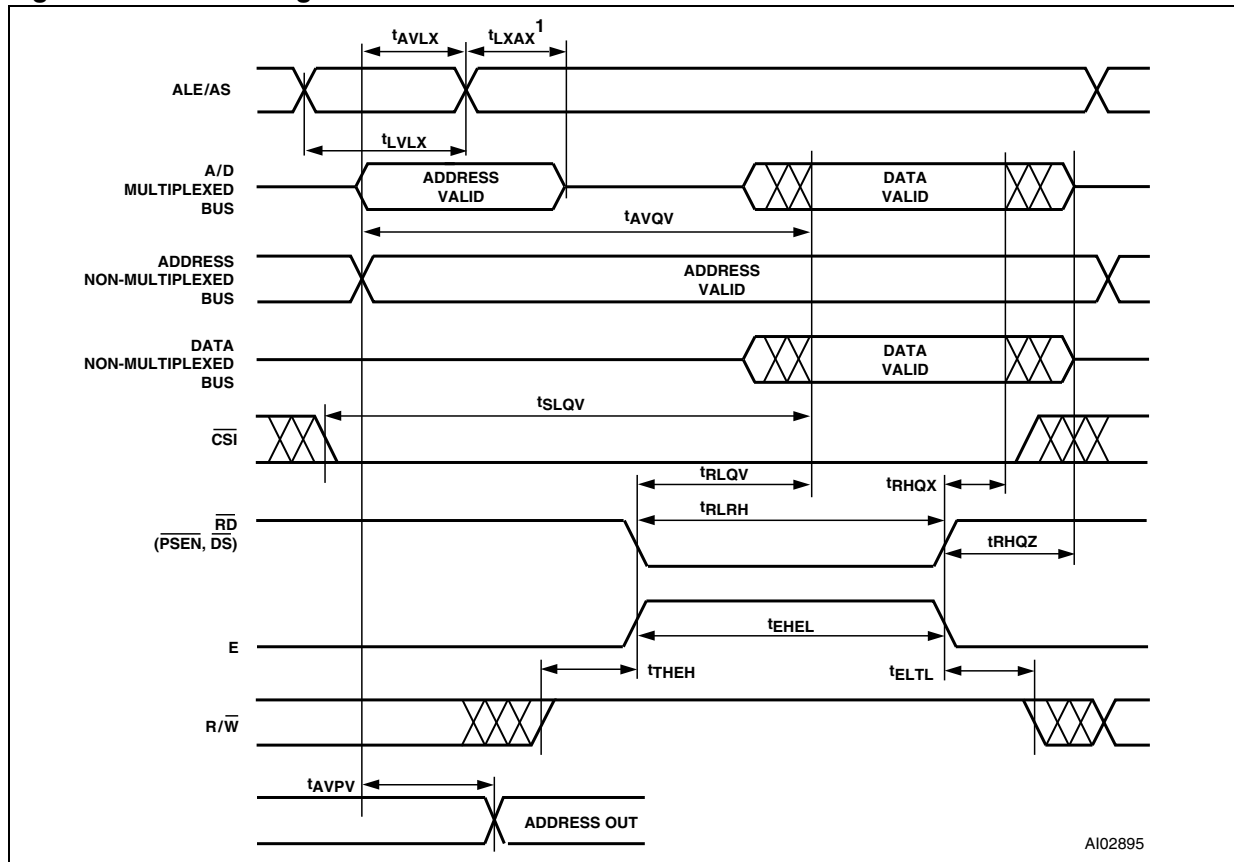 tAVLX tLXAX1
ALE/AS
tLVLX
A/D
MULTIPLEXED
BUS
ADDRESS
VALID
DATA
VALID
tAVQV
ADDRESS
NON-MULTIPLEXED
BUS
ADDRESS
VALID
DATA
NON-MULTIPLEXED
BUS
DATA
VALID
tSLQV
CSI
tRLQV
tRHQX
tRLRH
RD
(PSEN, DS)
tRHQZ
tEHEL
E
tTHEH
tELTL
R/W
tAVPV
ADDRESS OUT
AI02895